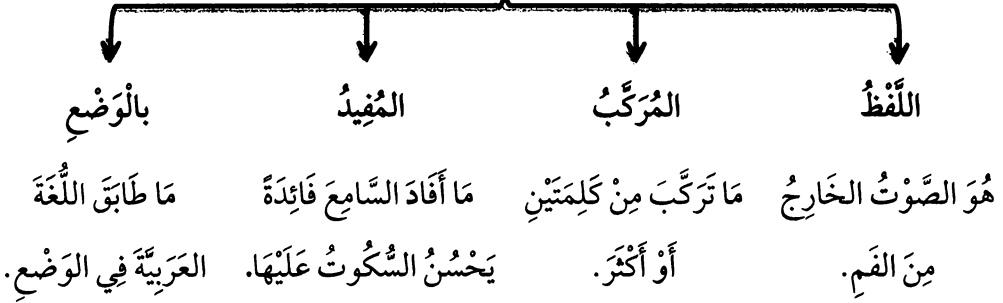 اللَّفْظُ
هُوَ الصَّوْتُ الخَارِجُ
مِنَ الفَمِ.
المُرَكَّبُ
مَا تَرَكَّبَ مِنْ كَلِمَتَيْنِ
أَوْ أَكْثَرَ.
المُفِيدُ
مَا أَفَادَ السَّامِعَ فَائِدَةً
يَحْسُنُ السُّكُوتُ عَلَيْهَا.
بالْوَضْعِ
مَا طَابَقَ اللُّغَةَ
العَرَبِيَّةَ فِي الوَضْعِ.